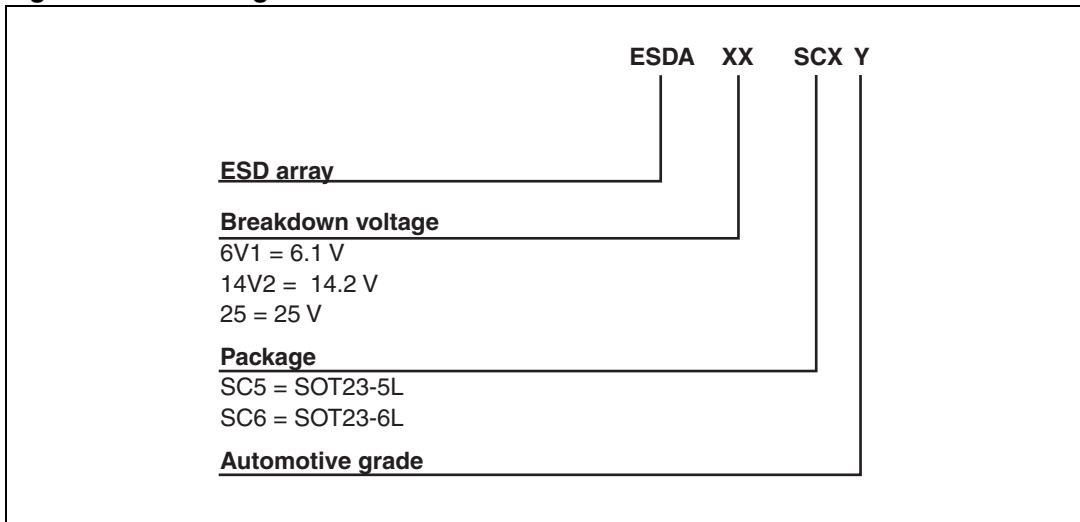 ESDA XX SCX Y
ESD array
Breakdown voltage
6V1 = 6.1 V
14V2 = 14.2 V
25 = 25 V
Package
SC5 = SOT23-5L
SC6 = SOT23-6L
Automotive grade